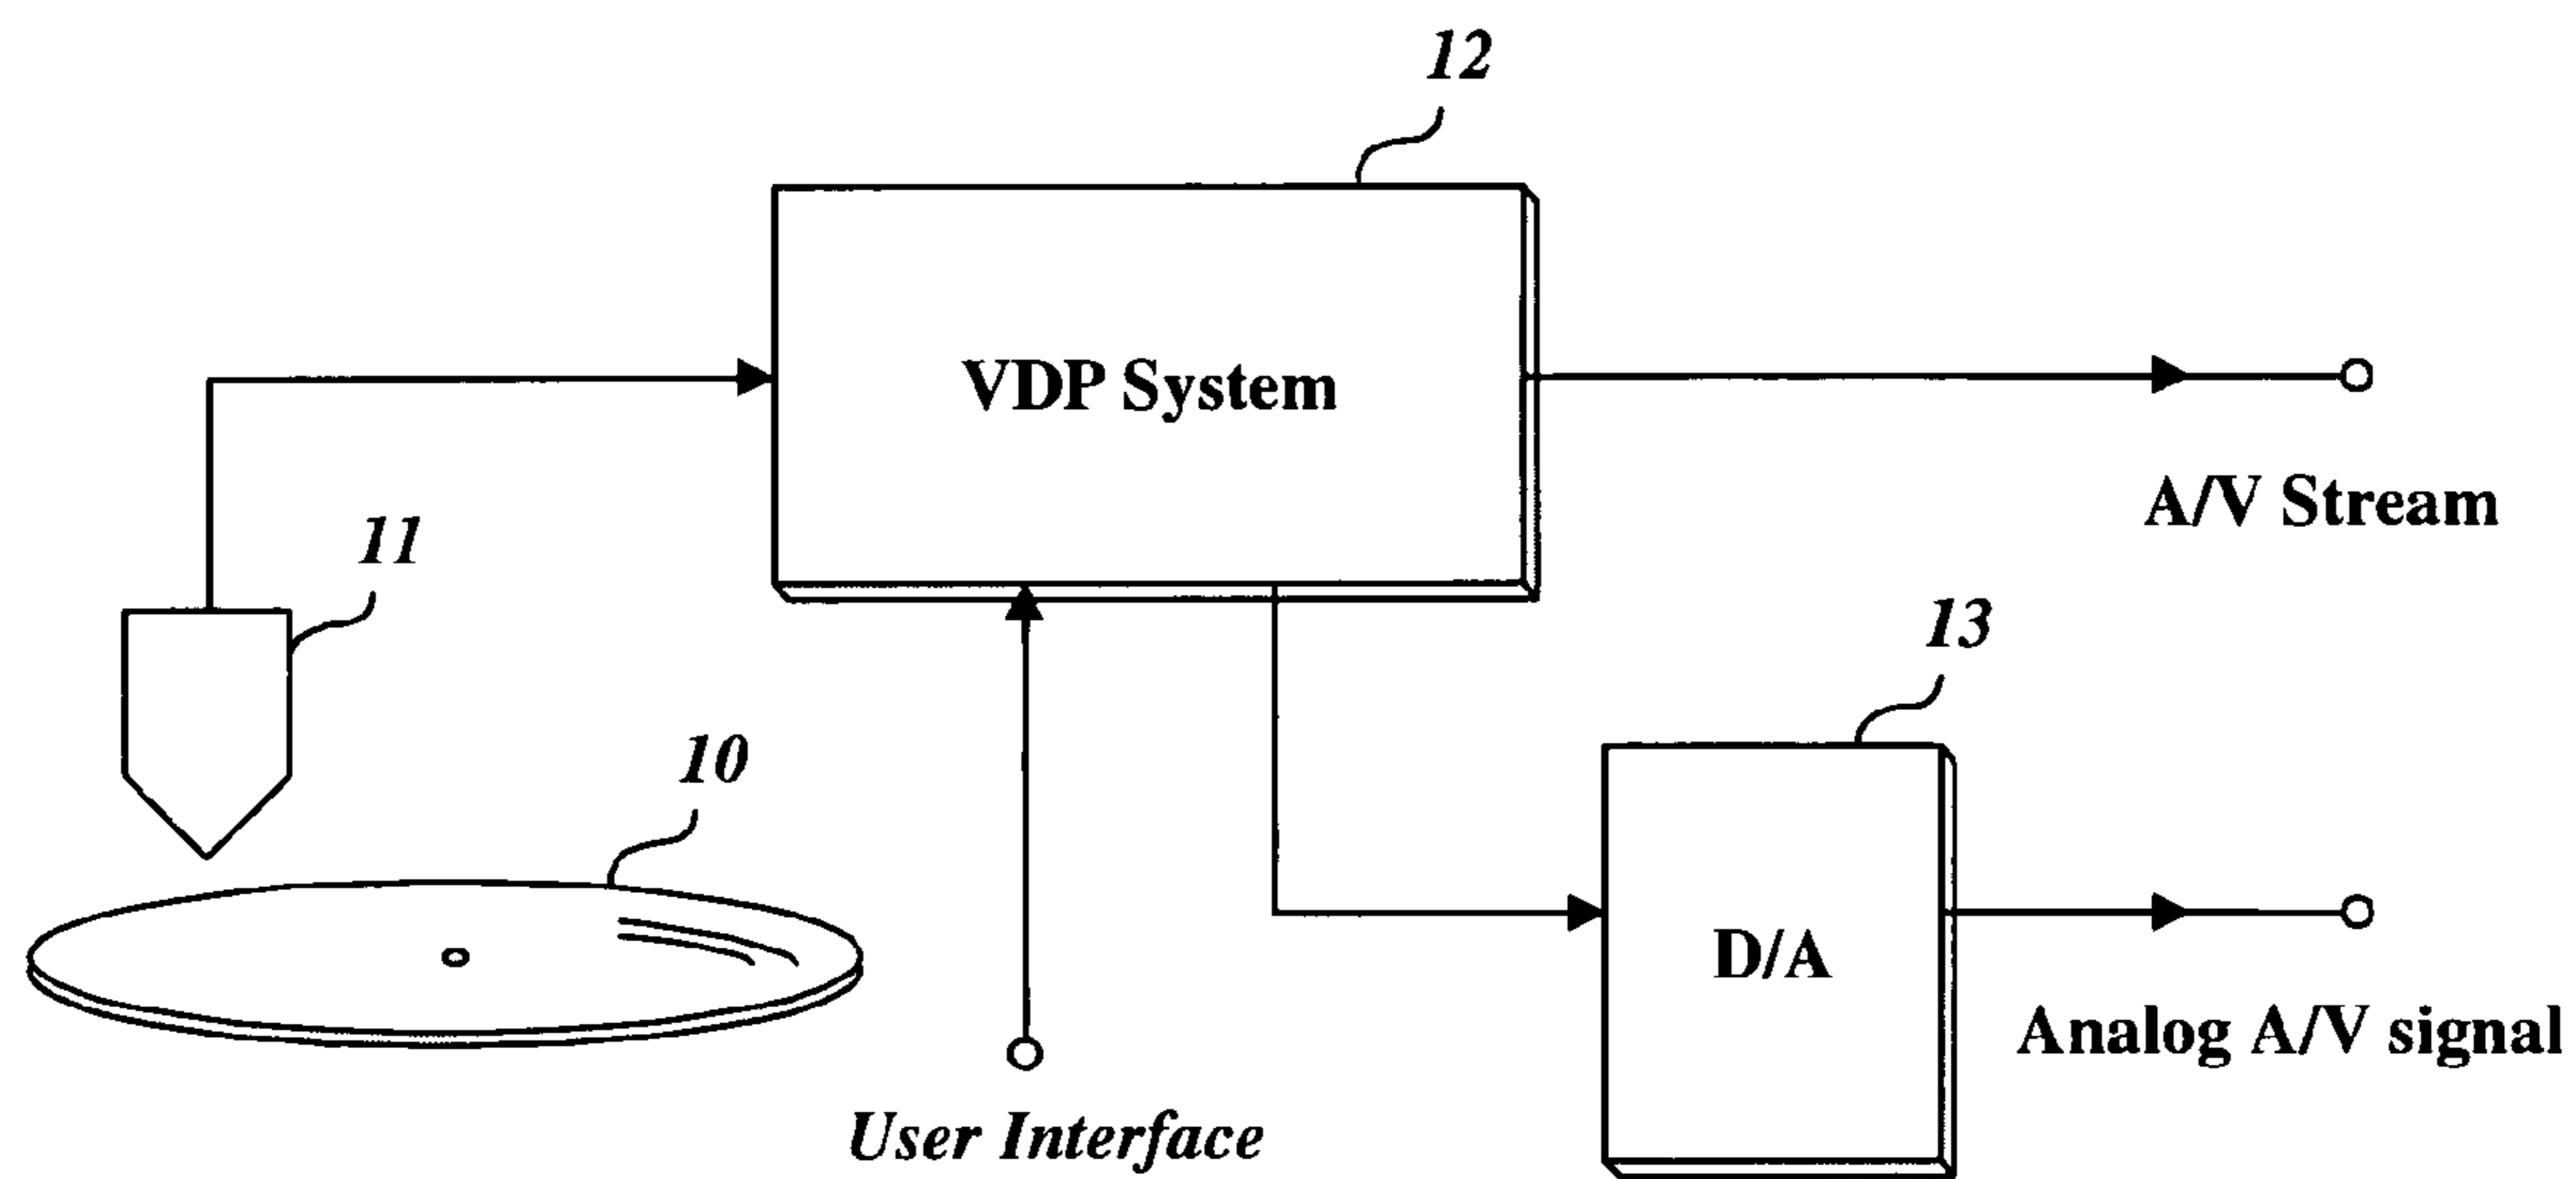 12
VDP System
A/V Stream
11
13
10
D/A
Analog A/V signal
User Interface